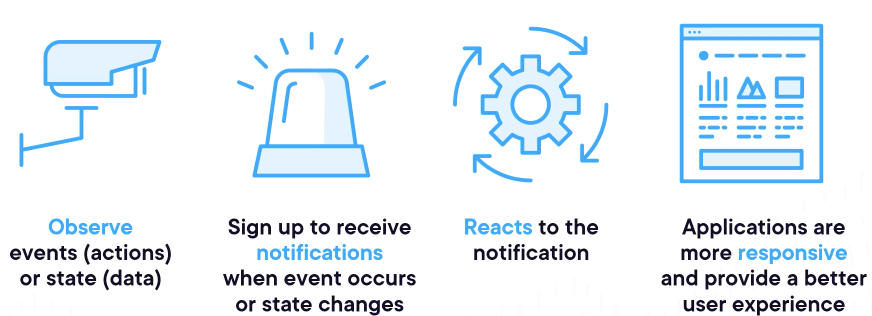 Observe
events (actions)
or state (data)
Sign up to receive
notifications
when event occurs
or state changes
Reacts to the
notification
Applications are
more responsive
and provide a better
user experience